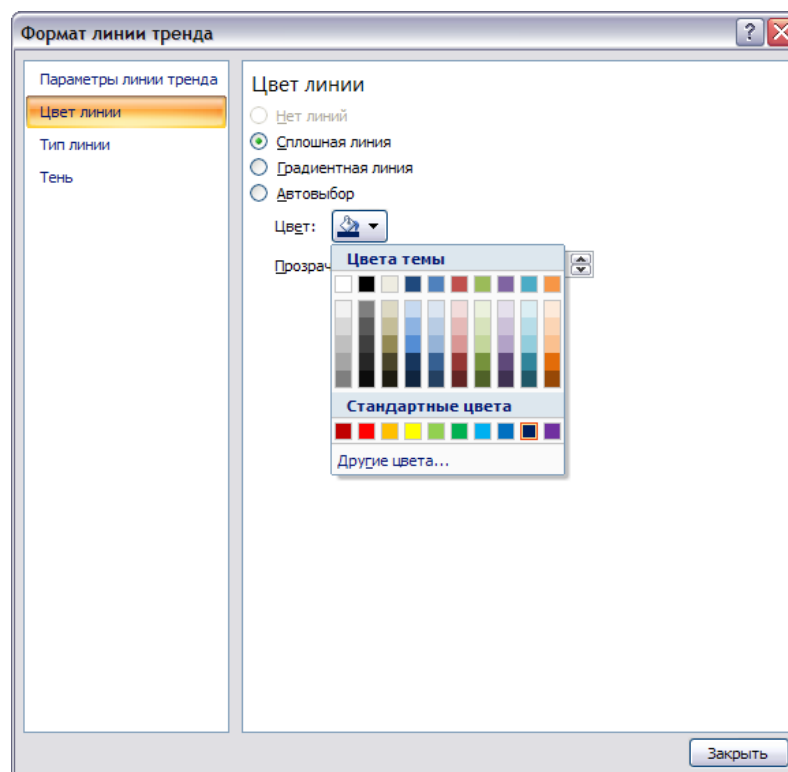 Формат линии тренда
Параметры линии тренда
Цвет линии
Тип линии
Тень
Цвет линии
Нет линий
Сплошная линия
Градиентная линия
Автовыбор
Цвет:
Прозрач
Цвета темы
Стандартные цвета
Другие цвета...
Закрыть